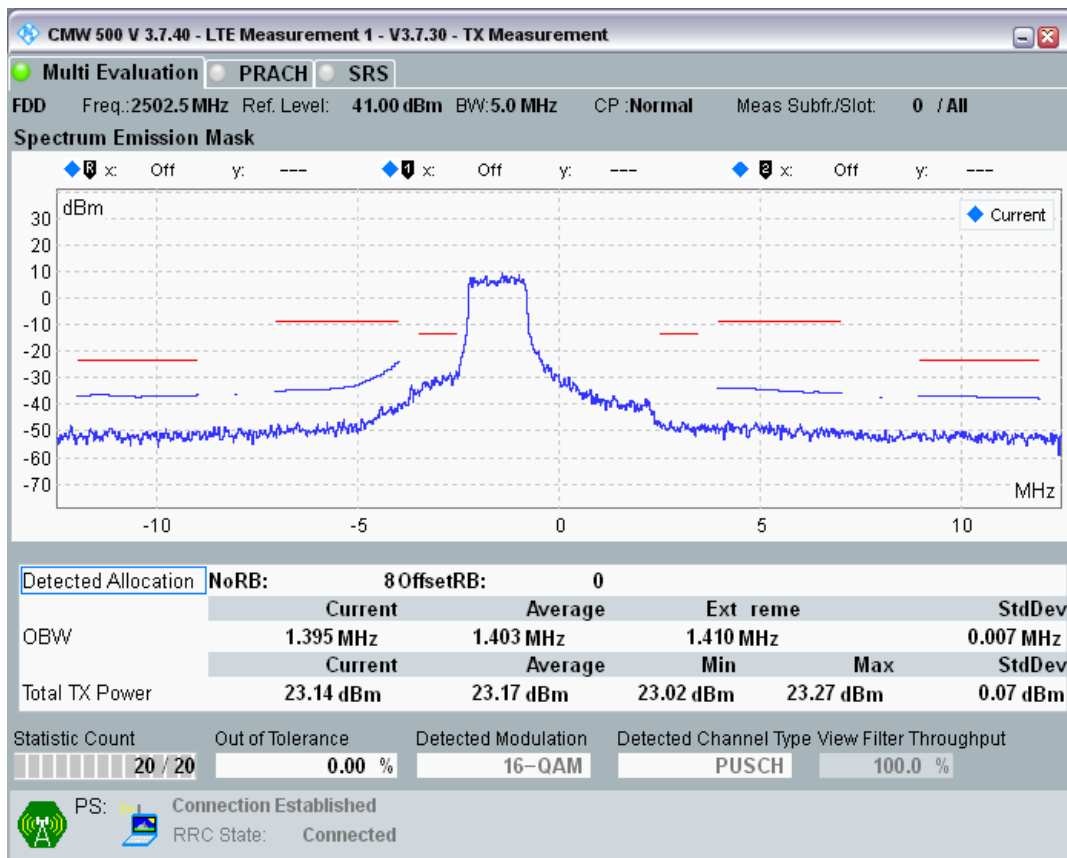 CMW 500 V 3.7.40 - LTE Measurement 1 - V3.7.30 - TX Measurement
Multi Evaluation PRACH SRS
FDD Freq.:2502.5 MHz Ref. Level: 41.00 dBm BW:5.0 MHz CP :Normal Meas Subfr./Slot: 0 / All
Spectrum Emission Mask
R x: Off y: --- 1 x: Off y: --- 2 x: Off y: ---
dBm
Current
30
20
10
0
-10
-20
-30
-40
-50
-60
-70
MHz
-10 -5 0 5 10
Detected Allocation NoRB: 8 OffsetRB: 0
Current Average Ext reme StdDev
OBW 1.395 MHz 1.403 MHz 1.410 MHz 0.007 MHz
Current Average Min Max StdDev
Total TX Power 23.14 dBm 23.17 dBm 23.02 dBm 23.27 dBm 0.07 dBm
Statistic Count Out of Tolerance Detected Modulation Detected Channel Type View Filter Throughput
20 / 20 0.00 % 16-QAM PUSCH 100.0 %
PS: Connection Established
RRC State: Connected